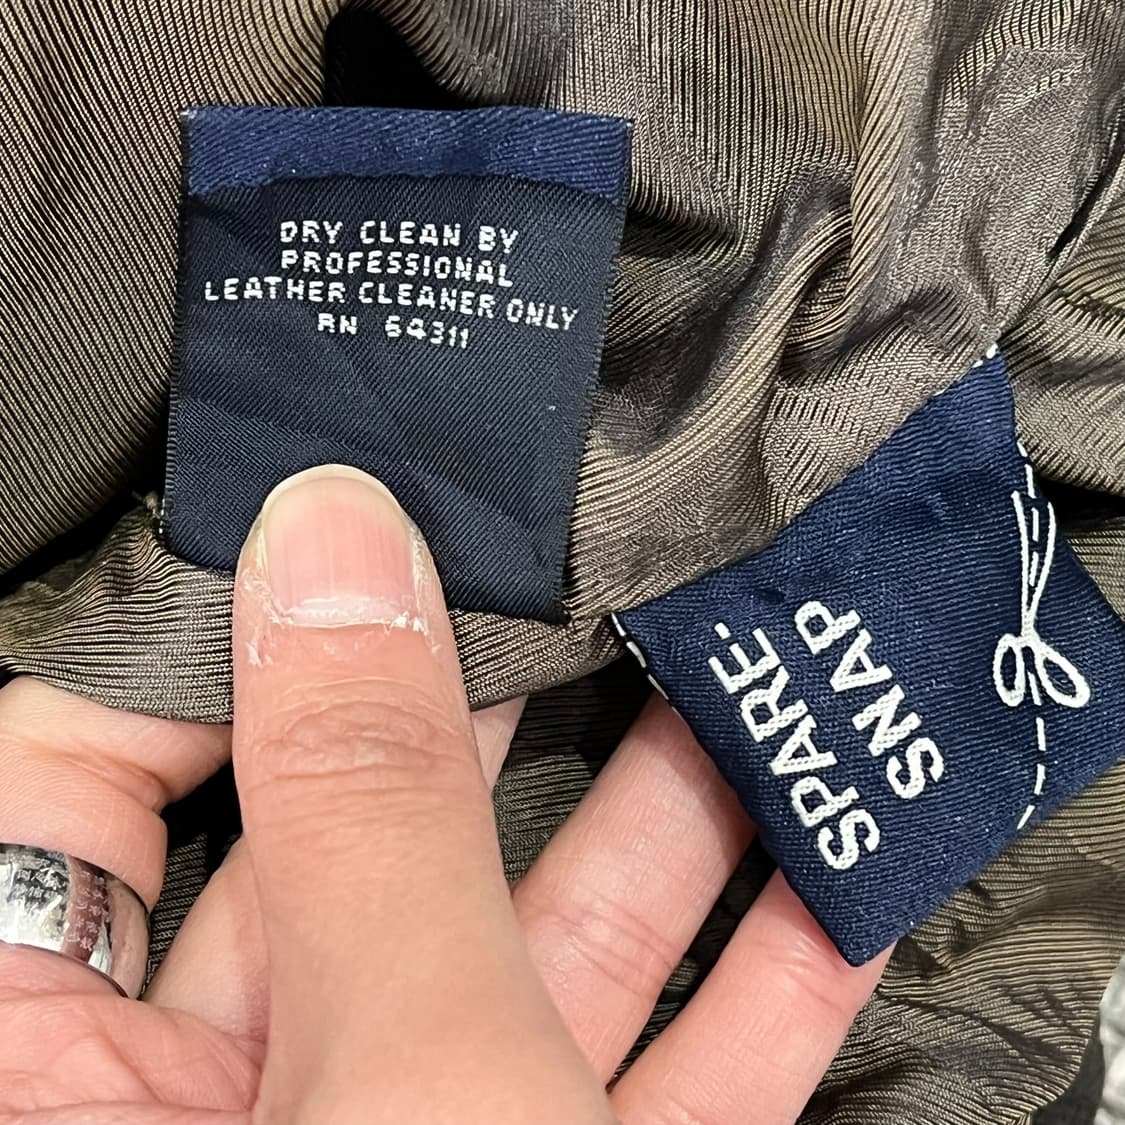 DRY CLEAN BY
PROFESSIONAL
LEATHER CLEANER ONLY
RN 64311
SPARE.
SNAP